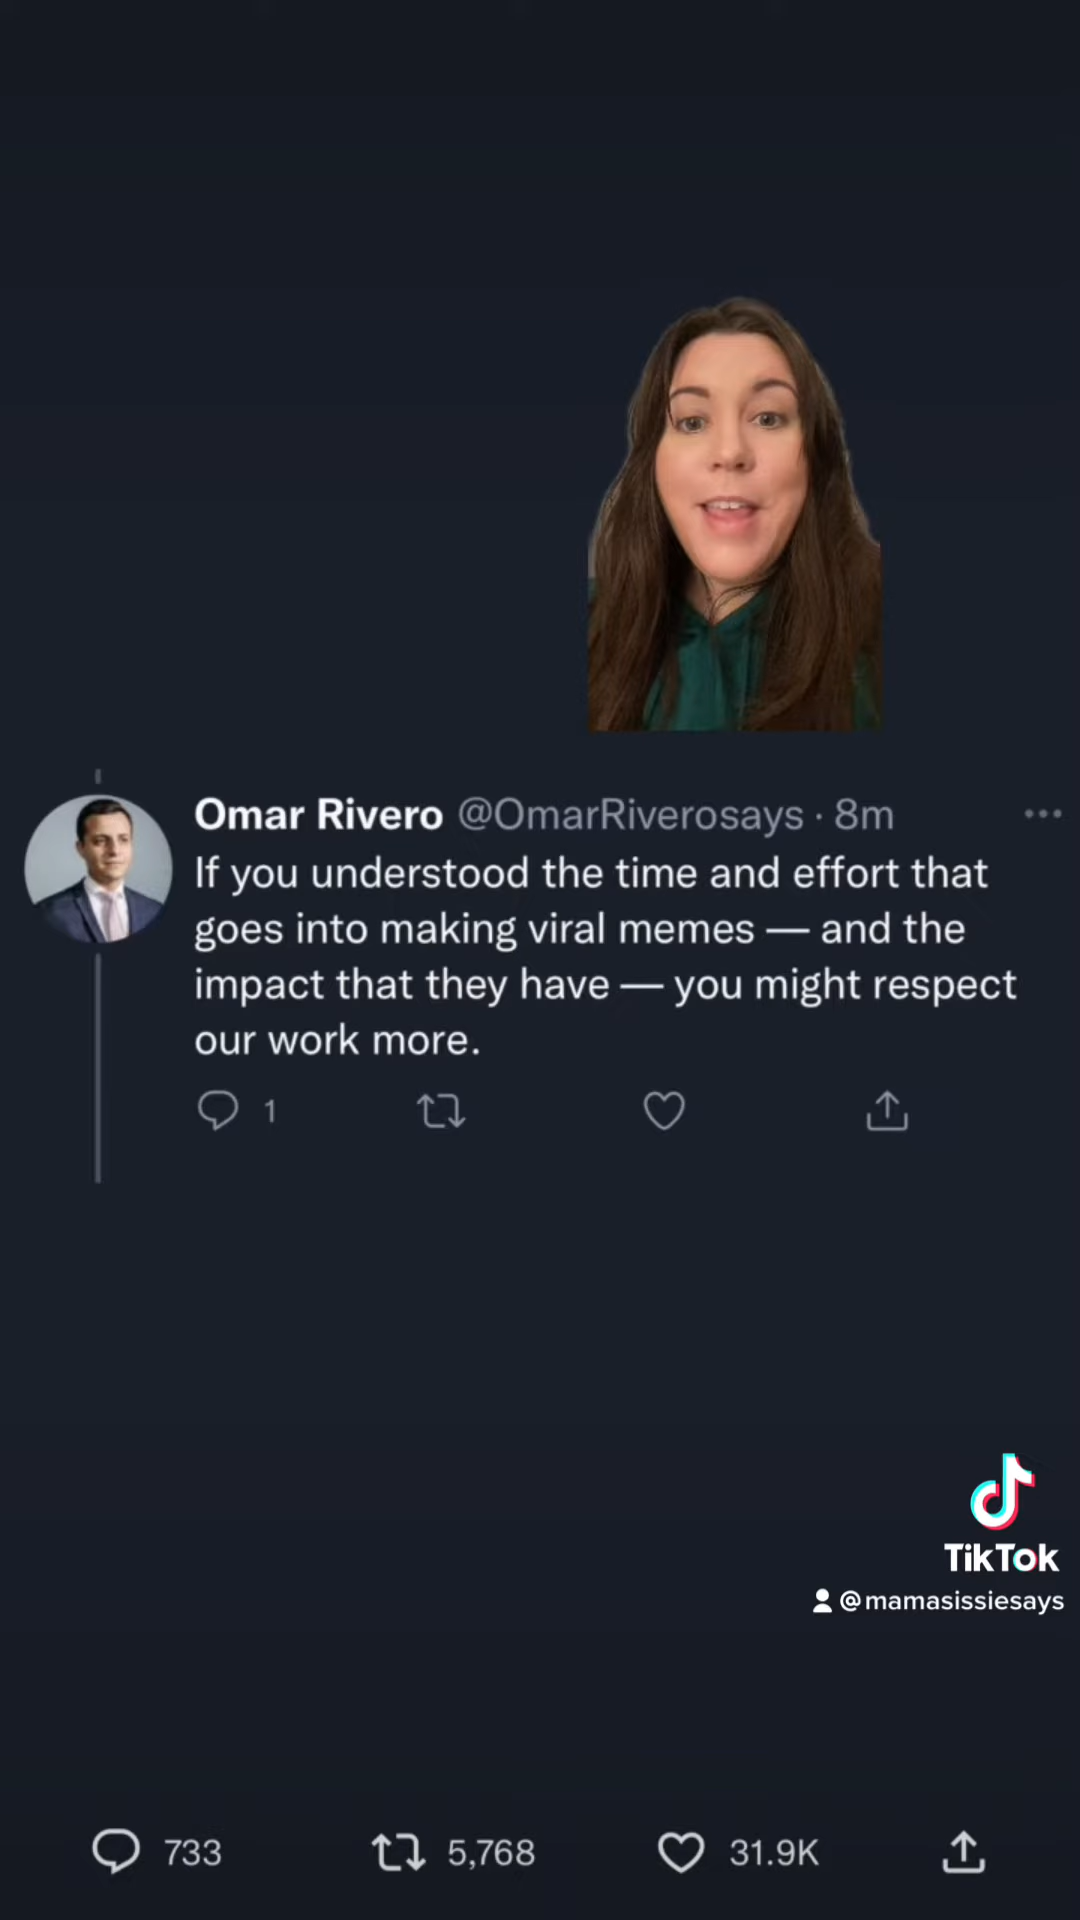 Omar Rivero @OmarRiverosays · 8m
If you understood the time and effort that
goes into making viral memes — and the
impact that they have — you might respect
our work more.
1
TikTok
@mamasissiesays
733 5,768 31.9K